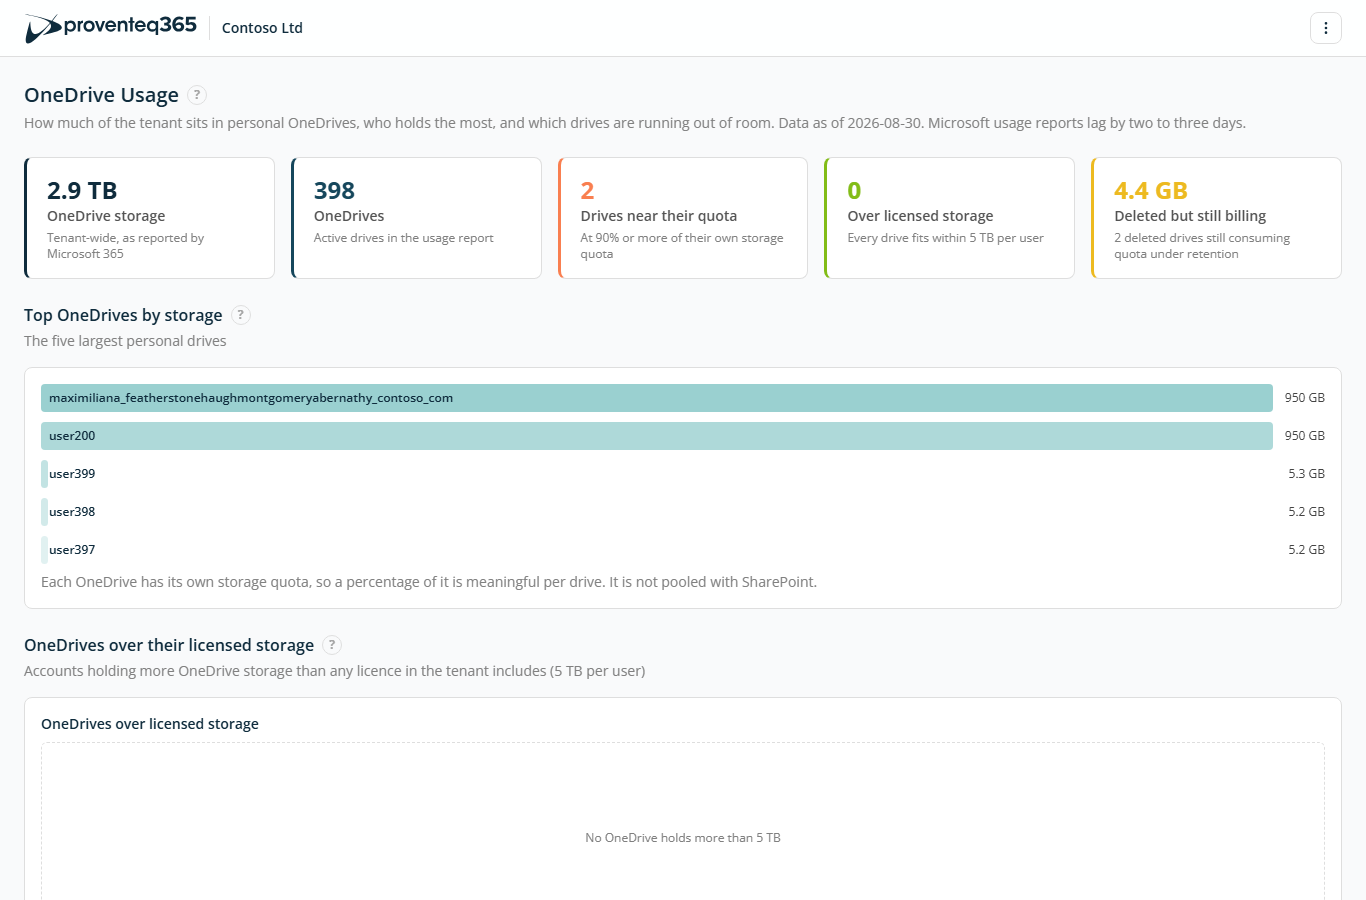 proventeq365
Contoso Ltd
OneDrive Usage ?
How much of the tenant sits in personal OneDrives, who holds the most, and which drives are running out of room. Data as of 2026-08-30. Microsoft usage reports lag by two to three days.
2.9 TB
OneDrive storage
Tenant-wide, as reported by
Microsoft 365
398
OneDrives
Active drives in the usage report
2
Drives near their quota
At 90% or more of their own storage
quota
0
Over licensed storage
Every drive fits within 5 TB per user
4.4 GB
Deleted but still billing
2 deleted drives still consuming
quota under retention
Top OneDrives by storage ?
The five largest personal drives
maximiliana_featherstonehaughmontgomeryabernathy_contoso_com 950 GB
user200 950 GB
user399 5.3 GB
user398 5.2 GB
user397 5.2 GB
Each OneDrive has its own storage quota, so a percentage of it is meaningful per drive. It is not pooled with SharePoint.
OneDrives over their licensed storage ?
Accounts holding more OneDrive storage than any licence in the tenant includes (5 TB per user)
OneDrives over licensed storage
No OneDrive holds more than 5 TB